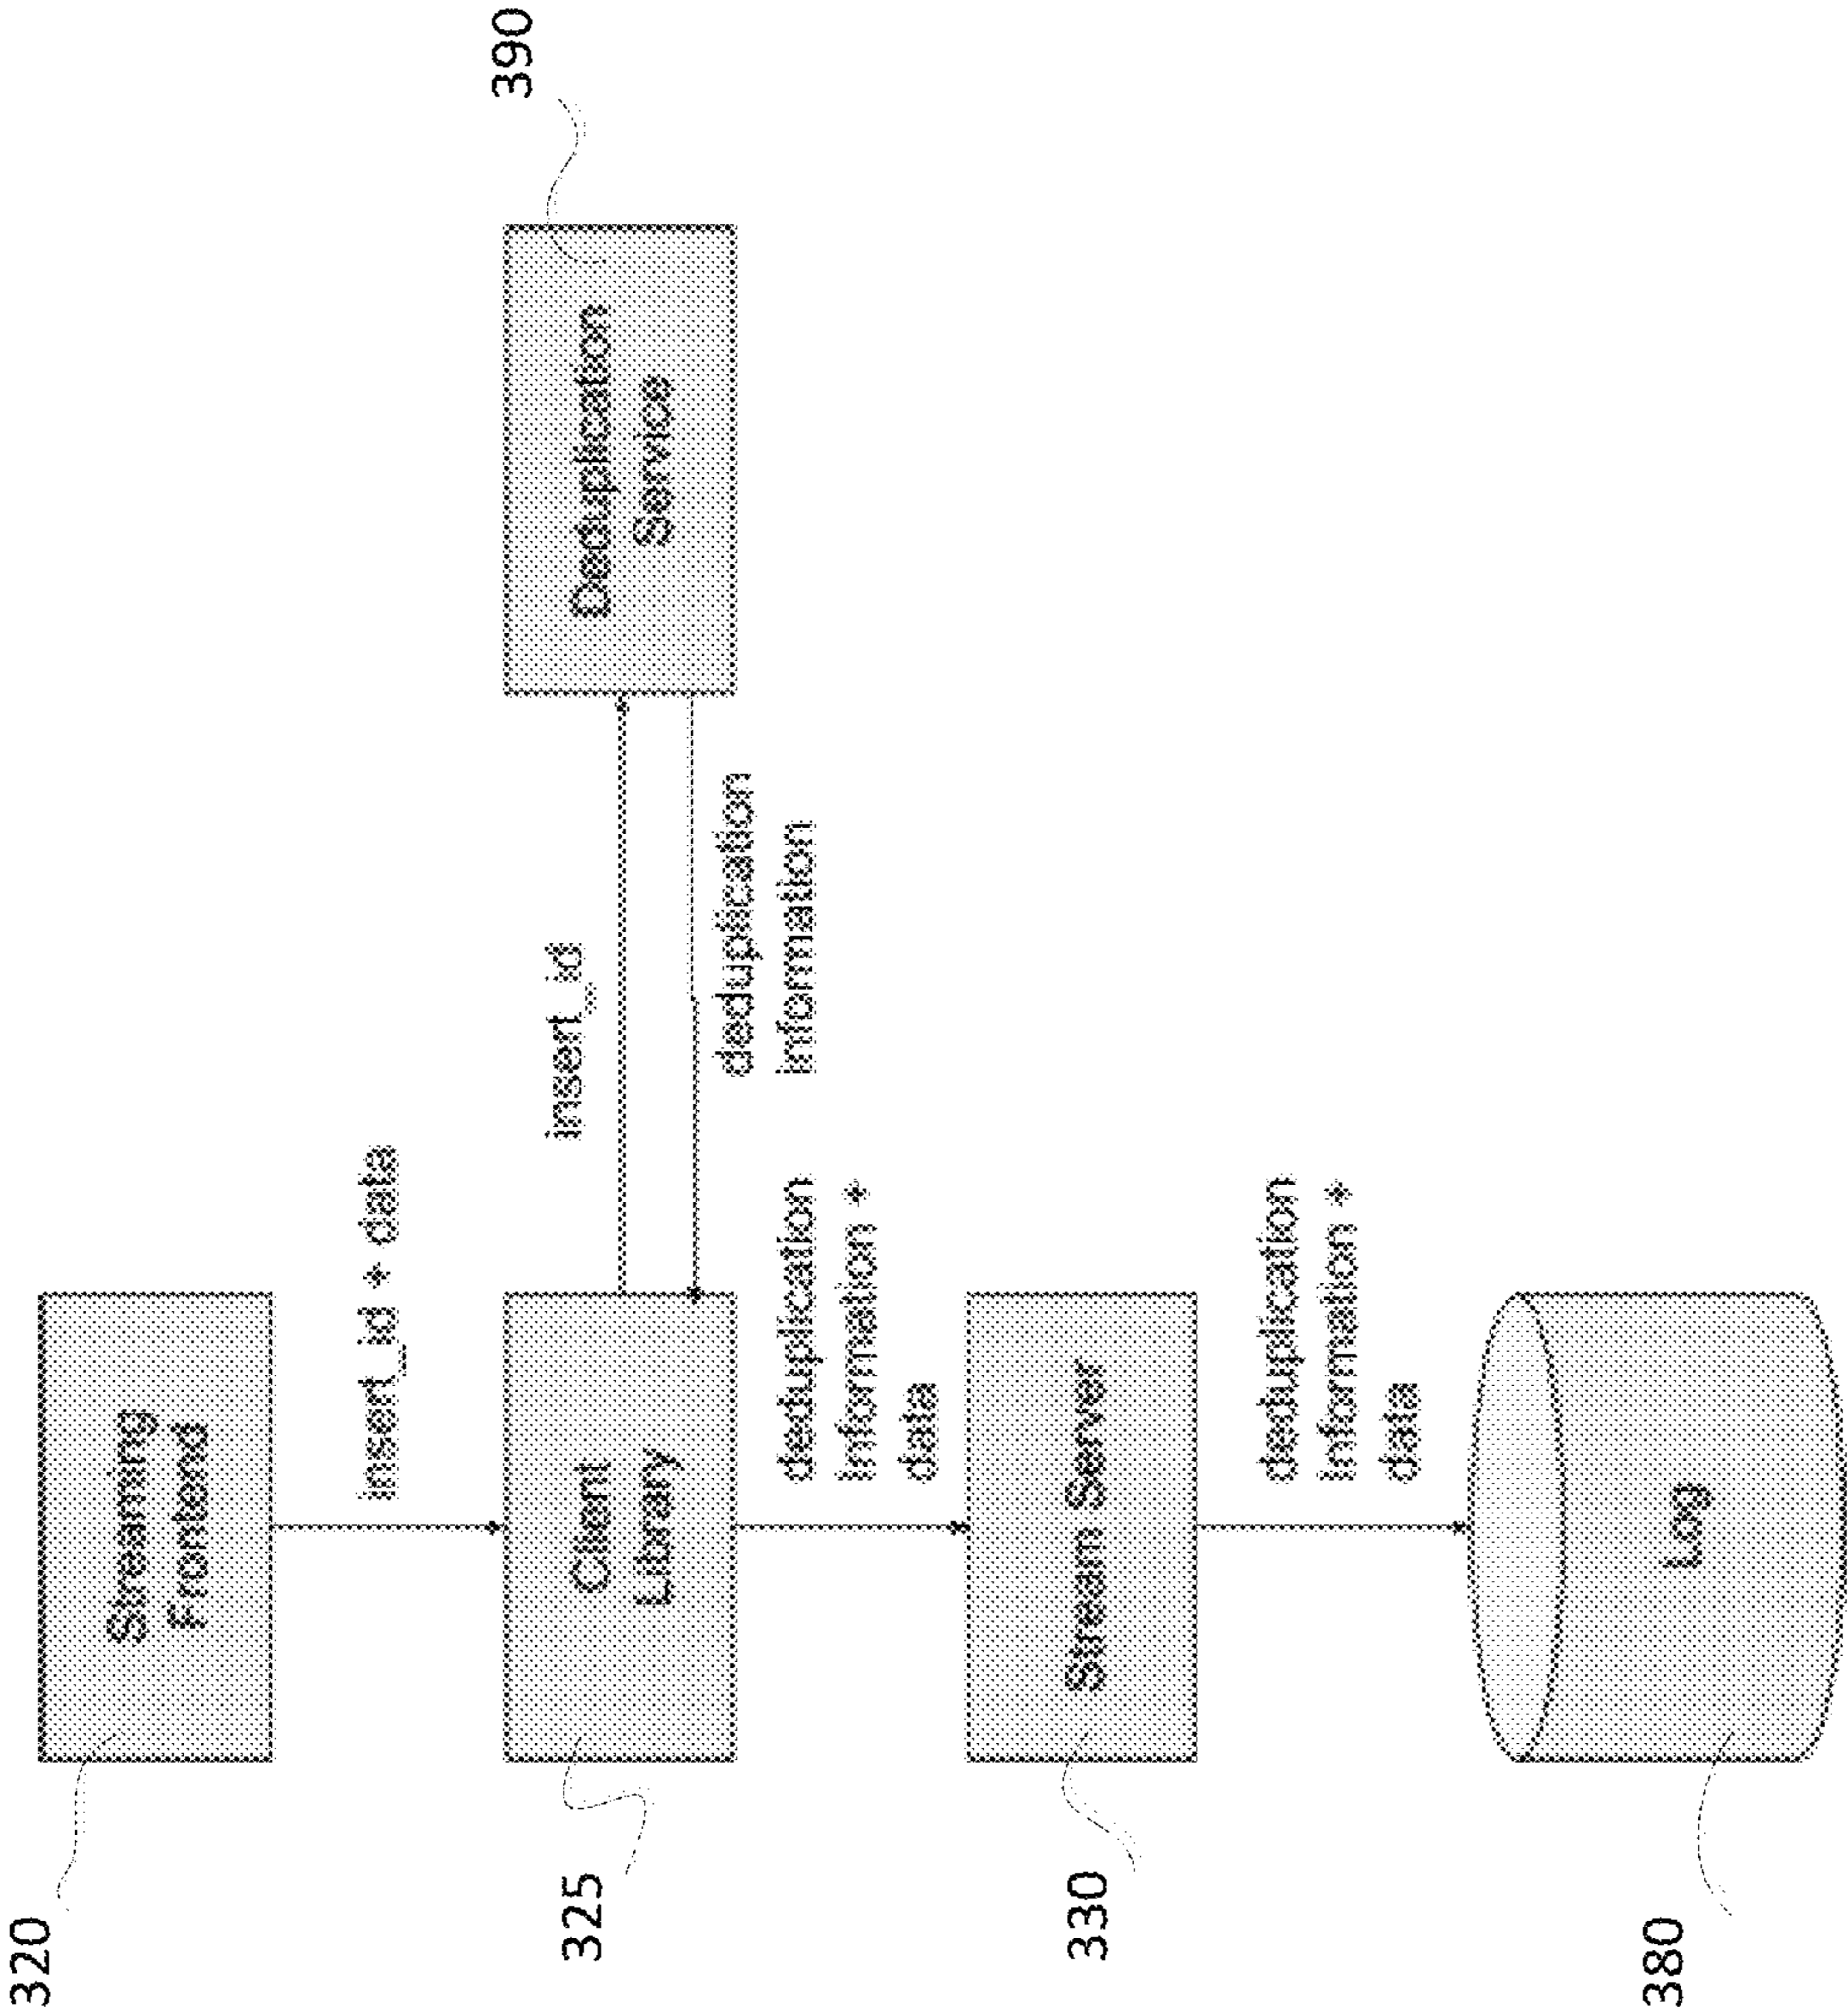 320
Streaming
Frontend
insert_id + data
325
Client
Library
insert_id
deduplication
information
390
Deduplication
Service
deduplication
information +
data
330
Stream Server
deduplication
information +
data
380
Log